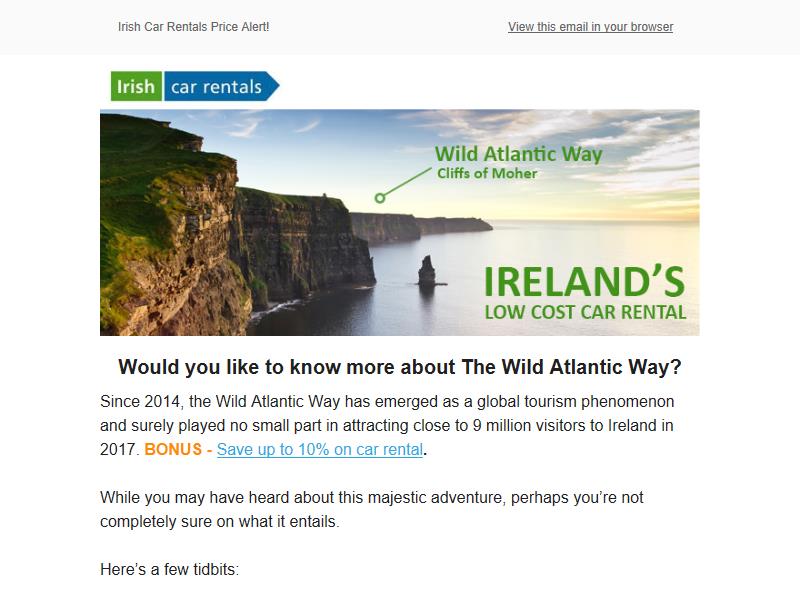 Irish Car Rentals Price Alert!
View this email in your browser
Irish car rentals
Wild Atlantic Way
Cliffs of Moher
IRELAND'S
LOW COST CAR RENTAL
Would you like to know more about The Wild Atlantic Way?
Since 2014, the Wild Atlantic Way has emerged as a global tourism phenomenon
and surely played no small part in attracting close to 9 million visitors to Ireland in
2017. BONUS - Save up to 10% on car rental.
While you may have heard about this majestic adventure, perhaps you’re not
completely sure on what it entails.
Here’s a few tidbits: